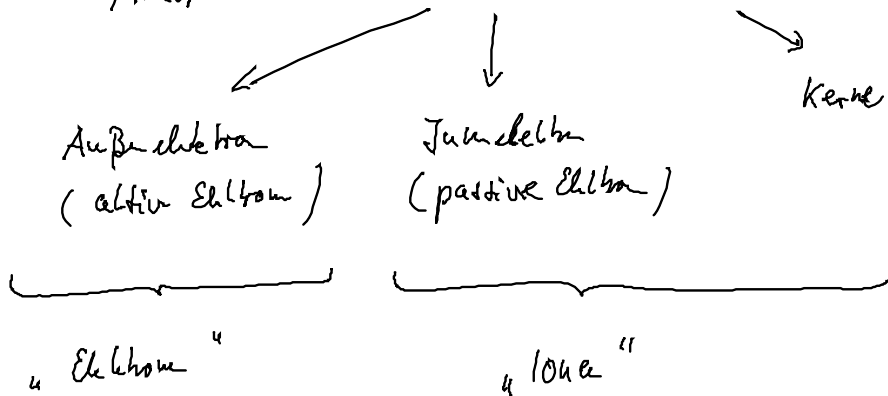 Kerne
Außenelektronen Innenelektronen
(aktive Elektronen) (passive Elektronen)
„ Elektronen " „ Ionen "